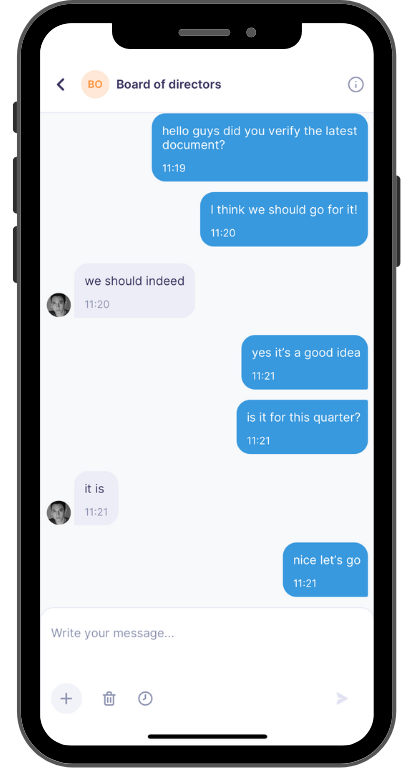 BO
Board of directors
hello guys did you verify the latest
document?
11:19
I think we should go for it!
11:20
we should indeed
11:20
yes it's a good idea
11:21
is it for this quarter?
11:21
it is
11:21
nice let's go
11:21
Write your message...